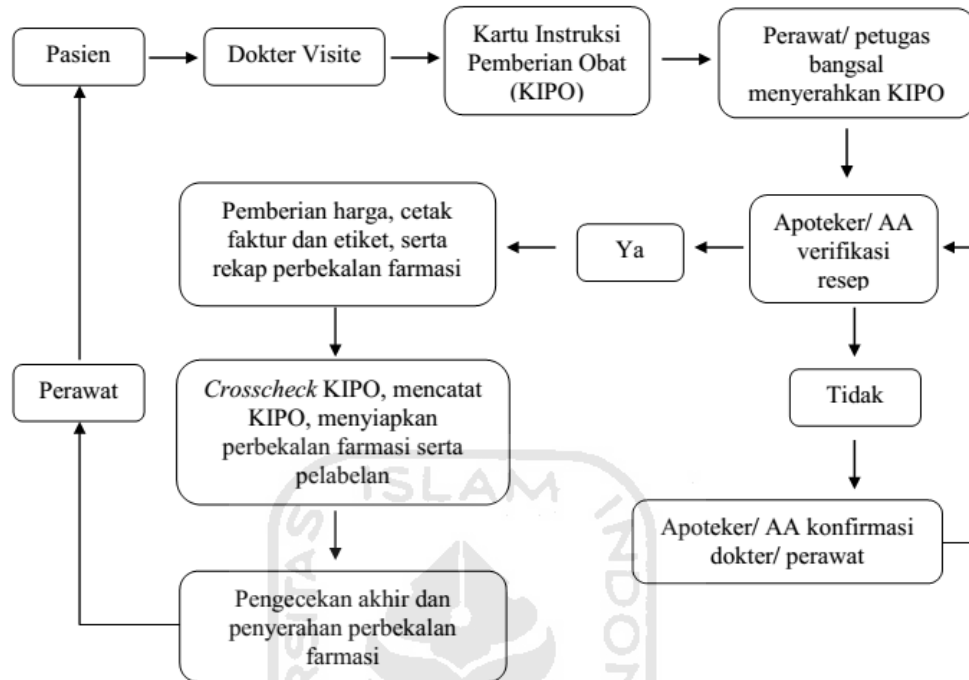 Pasien
Dokter Visite
Kartu Instruksi
Pemberian Obat
(KIPO)
Perawat/ petugas
bangsal
menyerahkan KIPO
Apoteker/ AA
verifikasi
resep
Ya
Pemberian harga, cetak
faktur dan etiket, serta
rekap perbekalan farmasi
Tidak
Apoteker/ AA konfirmasi
dokter/ perawat
Crosscheck KIPO, mencatat
KIPO, menyiapkan
perbekalan farmasi serta
pelabelan
Pengecekan akhir dan
penyerahan perbekalan
farmasi
Perawat
ISLAM